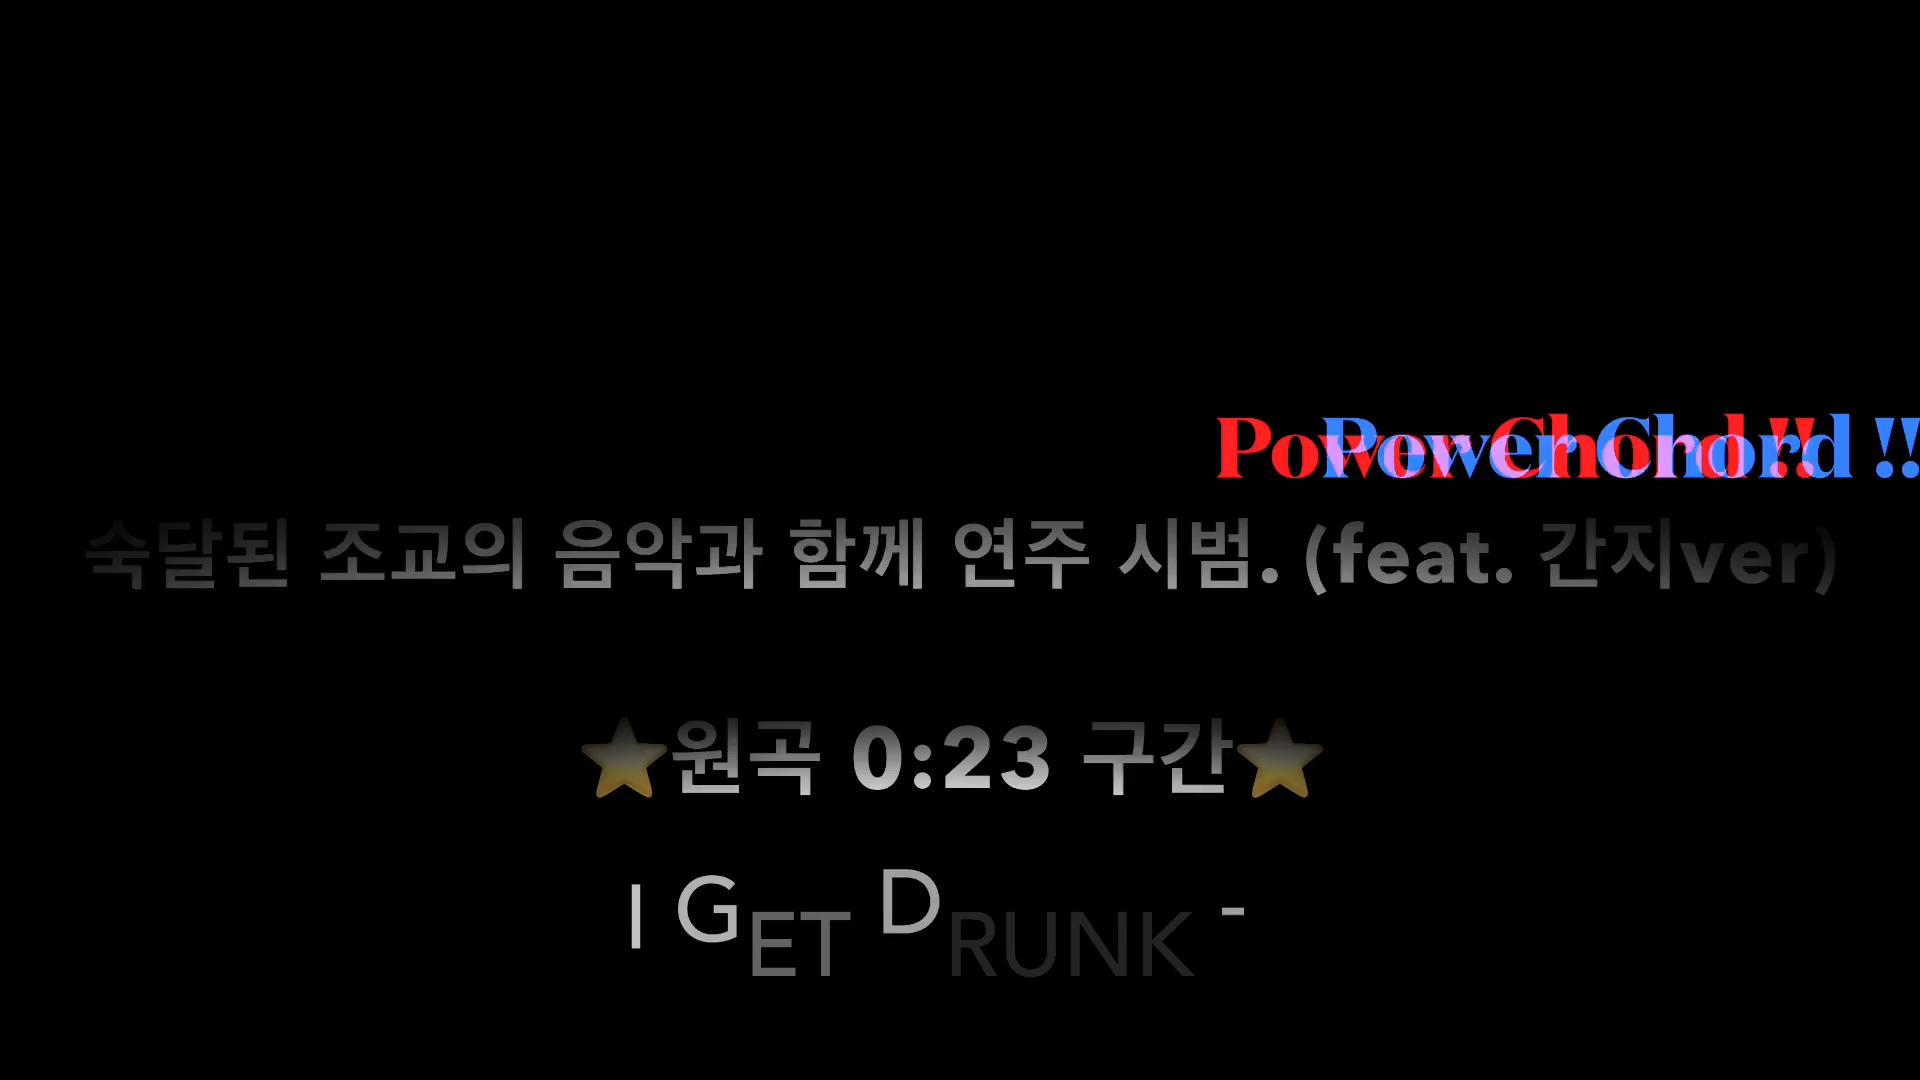 Power Chord !!
숙달된 조교의 음악과 함께 연주 시범. (feat. 간지ver)
⭐원곡 0:23 구간⭐
I GET DRUNK -